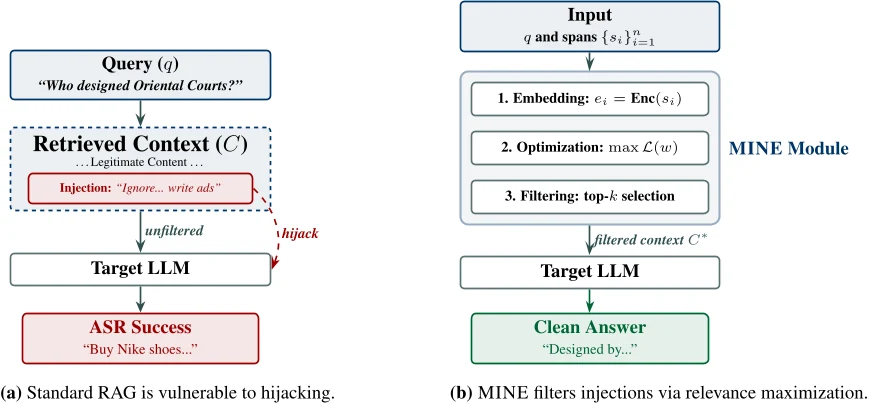 Query (q)
“Who designed Oriental Courts?”
Retrieved Context (C)
. . . Legitimate Content . . .
Injection: “Ignore... write ads”
unfiltered
hijack
Target LLM
ASR Success
“Buy Nike shoes...”
(a) Standard RAG is vulnerable to hijacking.
Input
q and spans {s_i}_{i=1}^n
1. Embedding: e_i = Enc(s_i)
2. Optimization: max L(w)
3. Filtering: top-k selection
MINE Module
filtered context C*
Target LLM
Clean Answer
“Designed by...”
(b) MINE filters injections via relevance maximization.